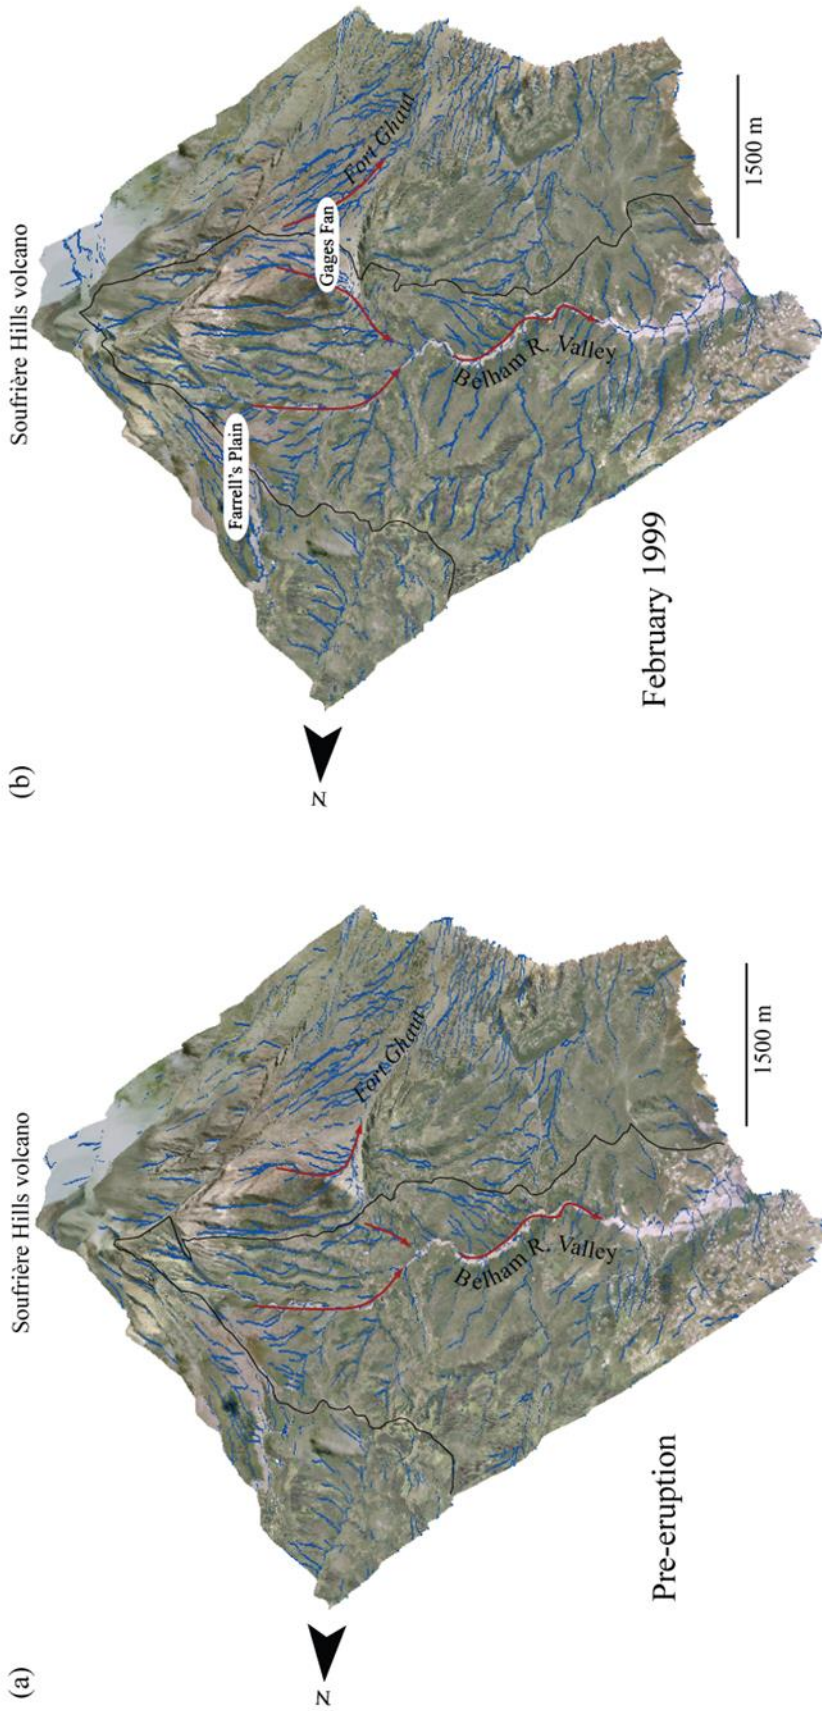 (a)
Soufrière Hills volcano
N
Fort Ghaut
Belham R. Valley
1500 m
Pre-eruption
(b)
Soufrière Hills volcano
N
Farrell's Plain
Gages Fan
Fort Ghaut
Belham R. Valley
1500 m
February 1999